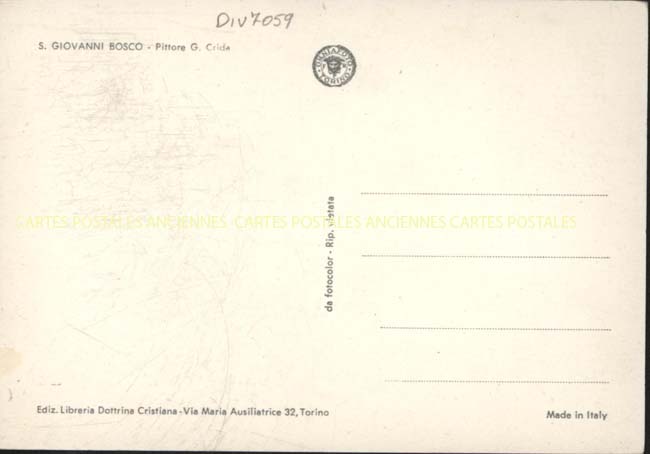 Div7059
S. GIOVANNI BOSCO - Pittore G. Crida
TORINO
CARTES POSTALES ANCIENNES CARTES POSTALES ANCIENNES CARTES POSTALES
da fotocolor - Rip. vietata
Ediz. Libreria Dottrina Cristiana - Via Maria Ausiliatrice 32, Torino
Made in Italy